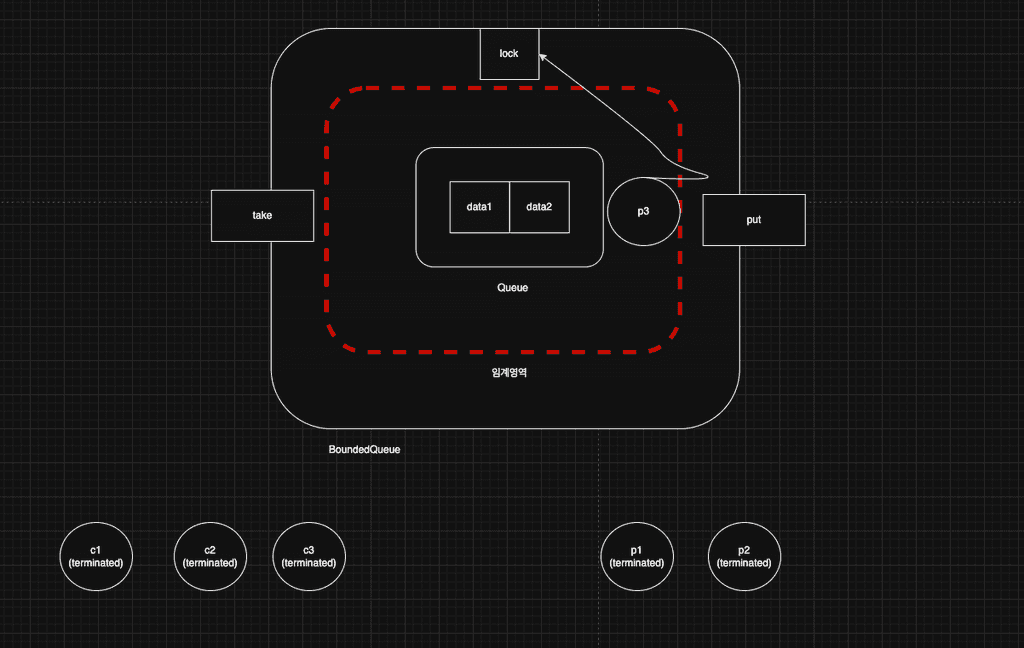 lock
take
data1
data2
p3
put
Queue
임계영역
BoundedQueue
c1
(terminated)
c2
(terminated)
c3
(terminated)
p1
(terminated)
p2
(terminated)